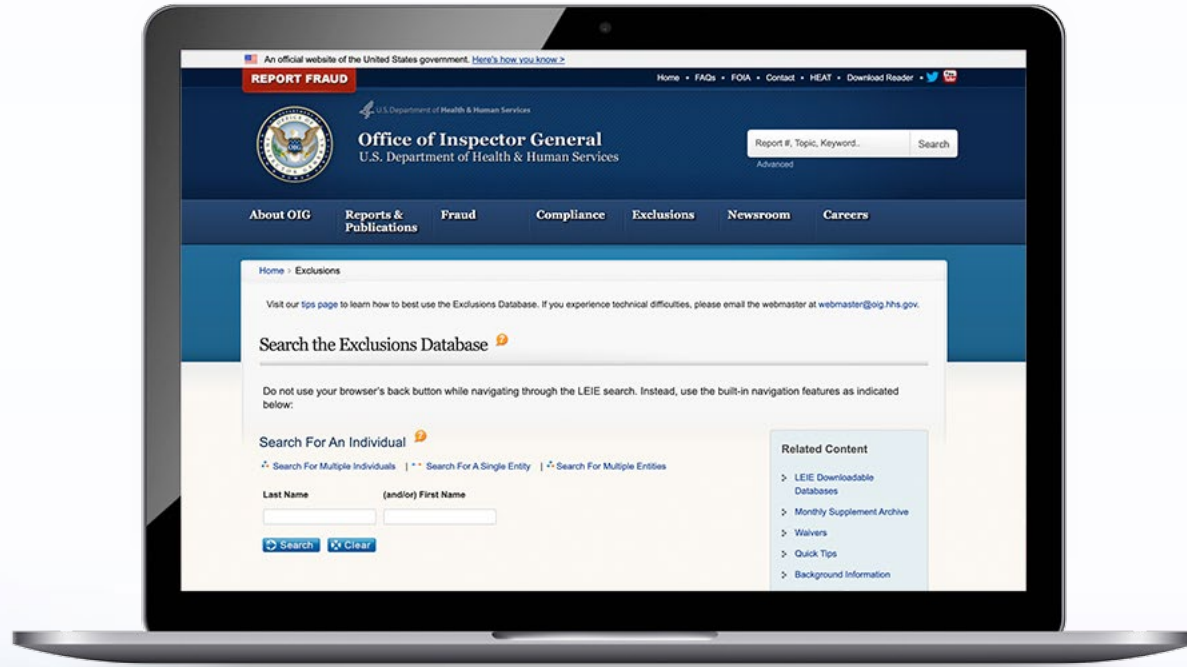 An official website of the United States government. Here's how you know >
REPORT FRAUD
Home • FAQs • FOIA • Contact • HEAT • Download Reader •
U.S. Department of Health & Human Services
Office of Inspector General
U.S. Department of Health & Human Services
Report #, Topic, Keyword..
Search
Advanced
About OIG
Reports &
Publications
Fraud
Compliance
Exclusions
Newsroom
Careers
Home › Exclusions
Visit our tips page to learn how to best use the Exclusions Database. If you experience technical difficulties, please email the webmaster at webmaster@oig.hhs.gov.
Search the Exclusions Database
Do not use your browser's back button while navigating through the LEIE search. Instead, use the built-in navigation features as indicated
below:
Search For An Individual
Search For Multiple Individuals | Search For A Single Entity | Search For Multiple Entities
Last Name
(and/or) First Name
Search
Clear
Related Content
LEIE Downloadable
Databases
Monthly Supplement Archive
Waivers
Quick Tips
Background Information